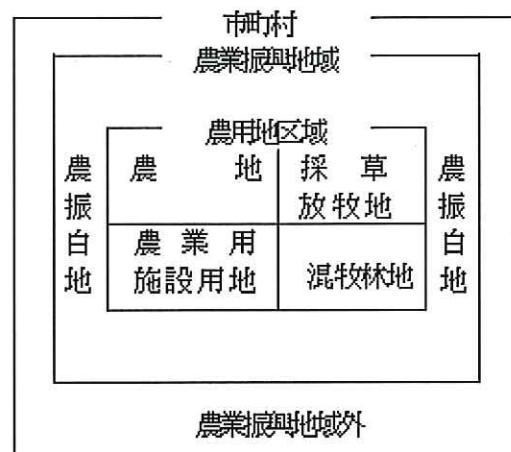 市町村
農業振興地域
農用地区域
農振白地
農地
採草
放牧地
農業用
施設用地
混牧林地
農振白地
農業振興地域外